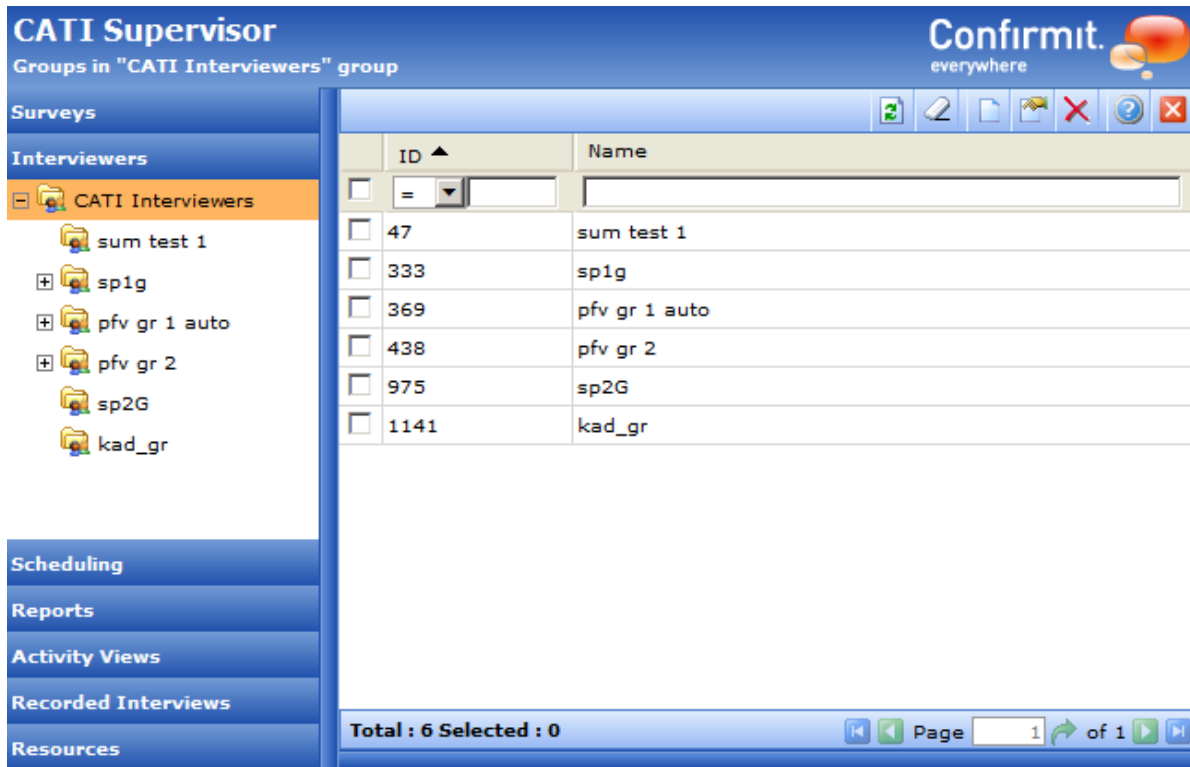 CATI Supervisor
Groups in "CATI Interviewers" group
Confirmit.
everywhere
Surveys
Interviewers
CATI Interviewers
sum test 1
sp1g
pfv gr 1 auto
pfv gr 2
sp2G
kad_gr
Scheduling
Reports
Activity Views
Recorded Interviews
Resources
ID Name
=
47 sum test 1
333 sp1g
369 pfv gr 1 auto
438 pfv gr 2
975 sp2G
1141 kad_gr
Total : 6 Selected : 0 Page 1 of 1